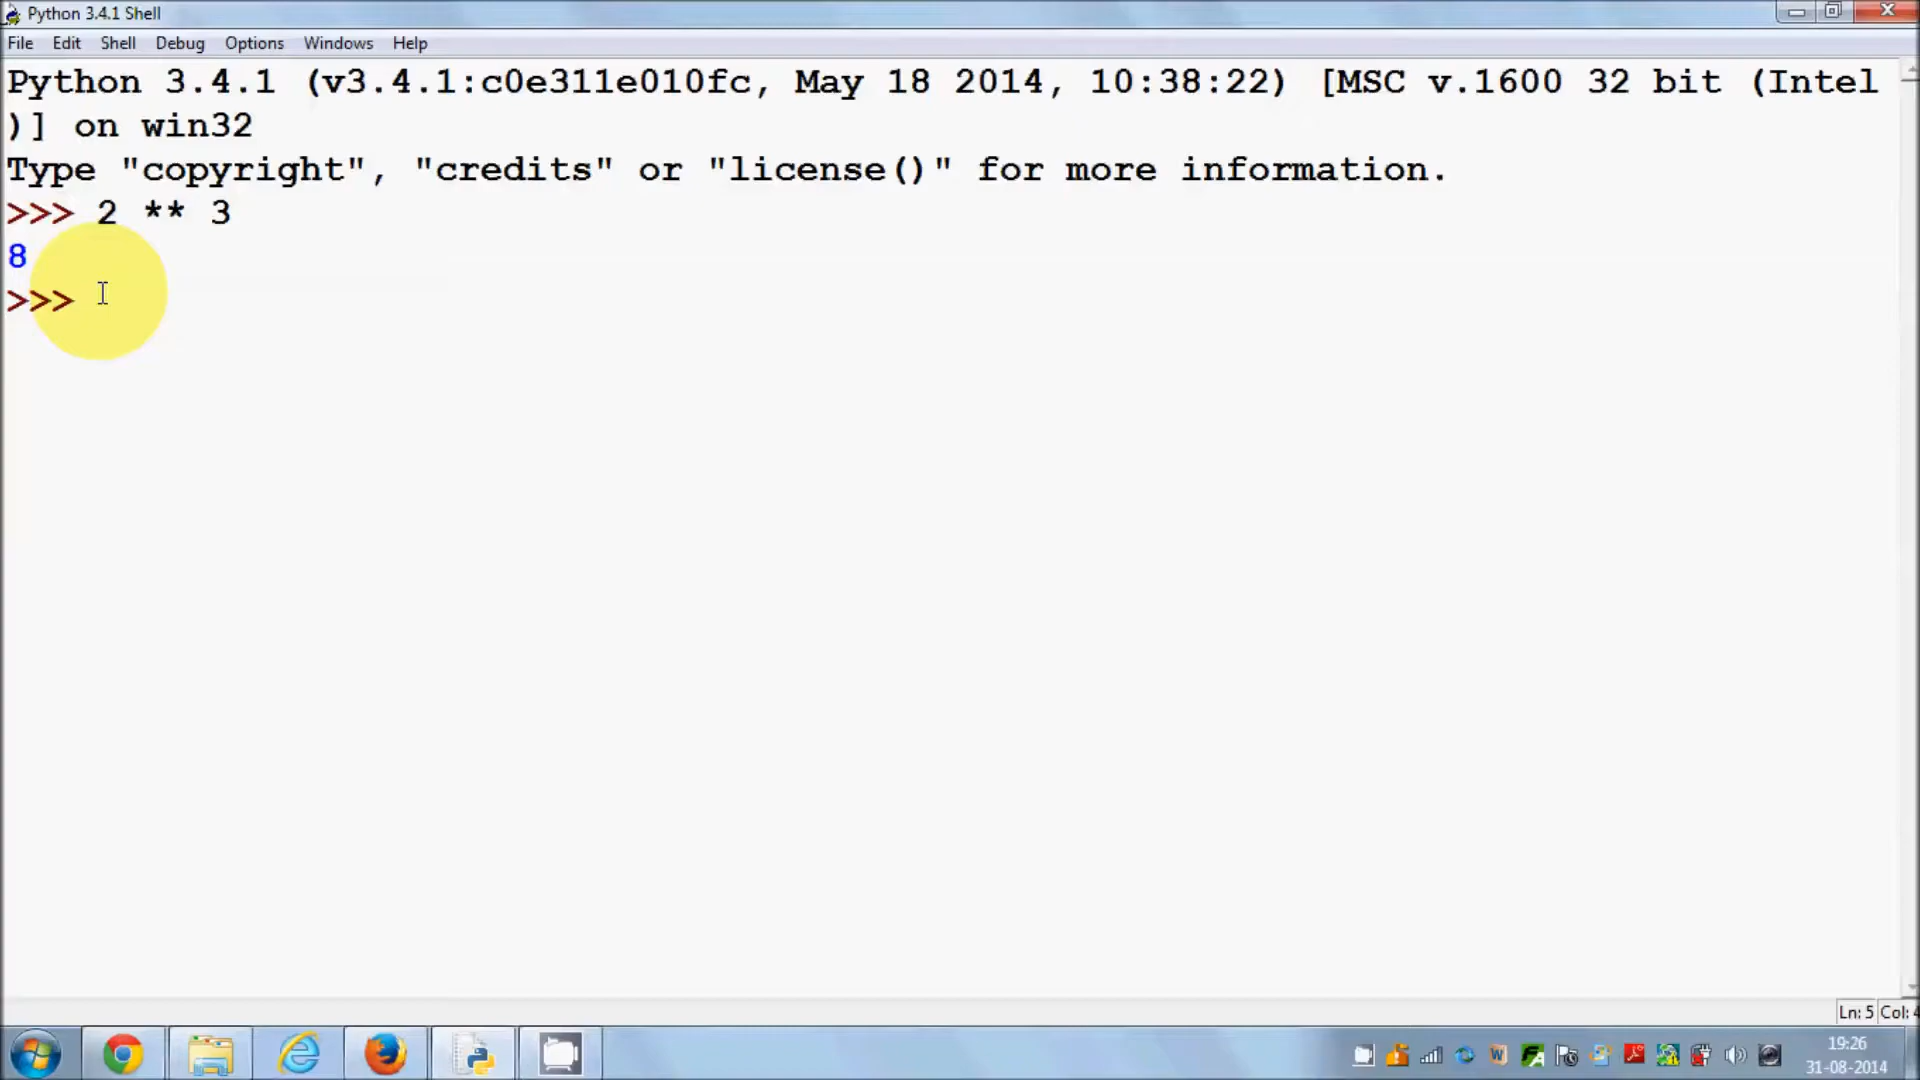 Python 3.4.1 Shell
File Edit Shell Debug Options Windows Help
Python 3.4.1 (v3.4.1:c0e311e010fc, May 18 2014, 10:38:22) [MSC v.1600 32 bit (Intel
)] on win32
Type "copyright", "credits" or "license()" for more information.
>>> 2 ** 3
8
>>>
Ln: 5 Col: 4
19:26
31-08-2014